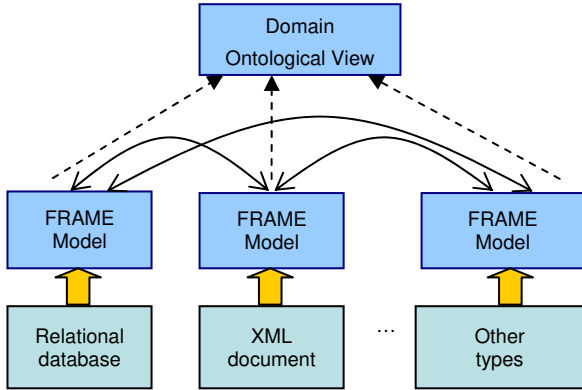 Domain
Ontological View
FRAME
Model
FRAME
Model
FRAME
Model
Relational
database
XML
document
...
Other
types